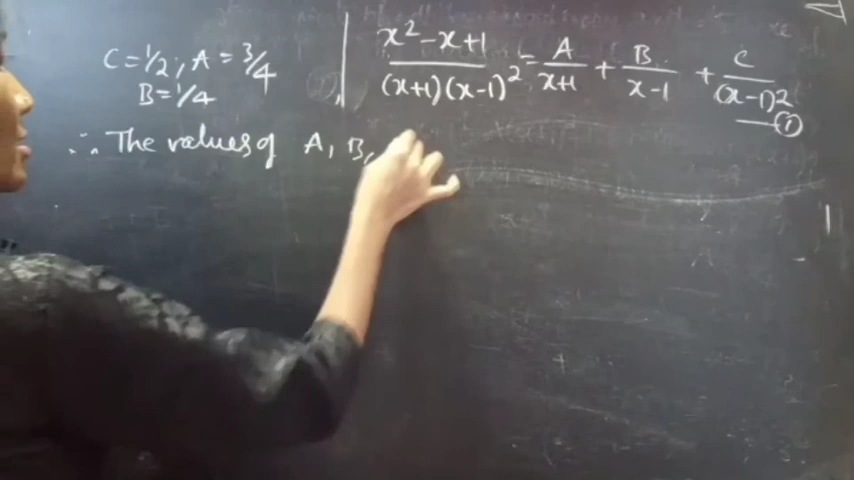 C = 1/2, A = 3/4
B = 1/4
(x² - x + 1)/((x+1)(x-1)²) = A/(x+1) + B/(x-1) + C/(x-1)2
—①
∴ The values of A, B,